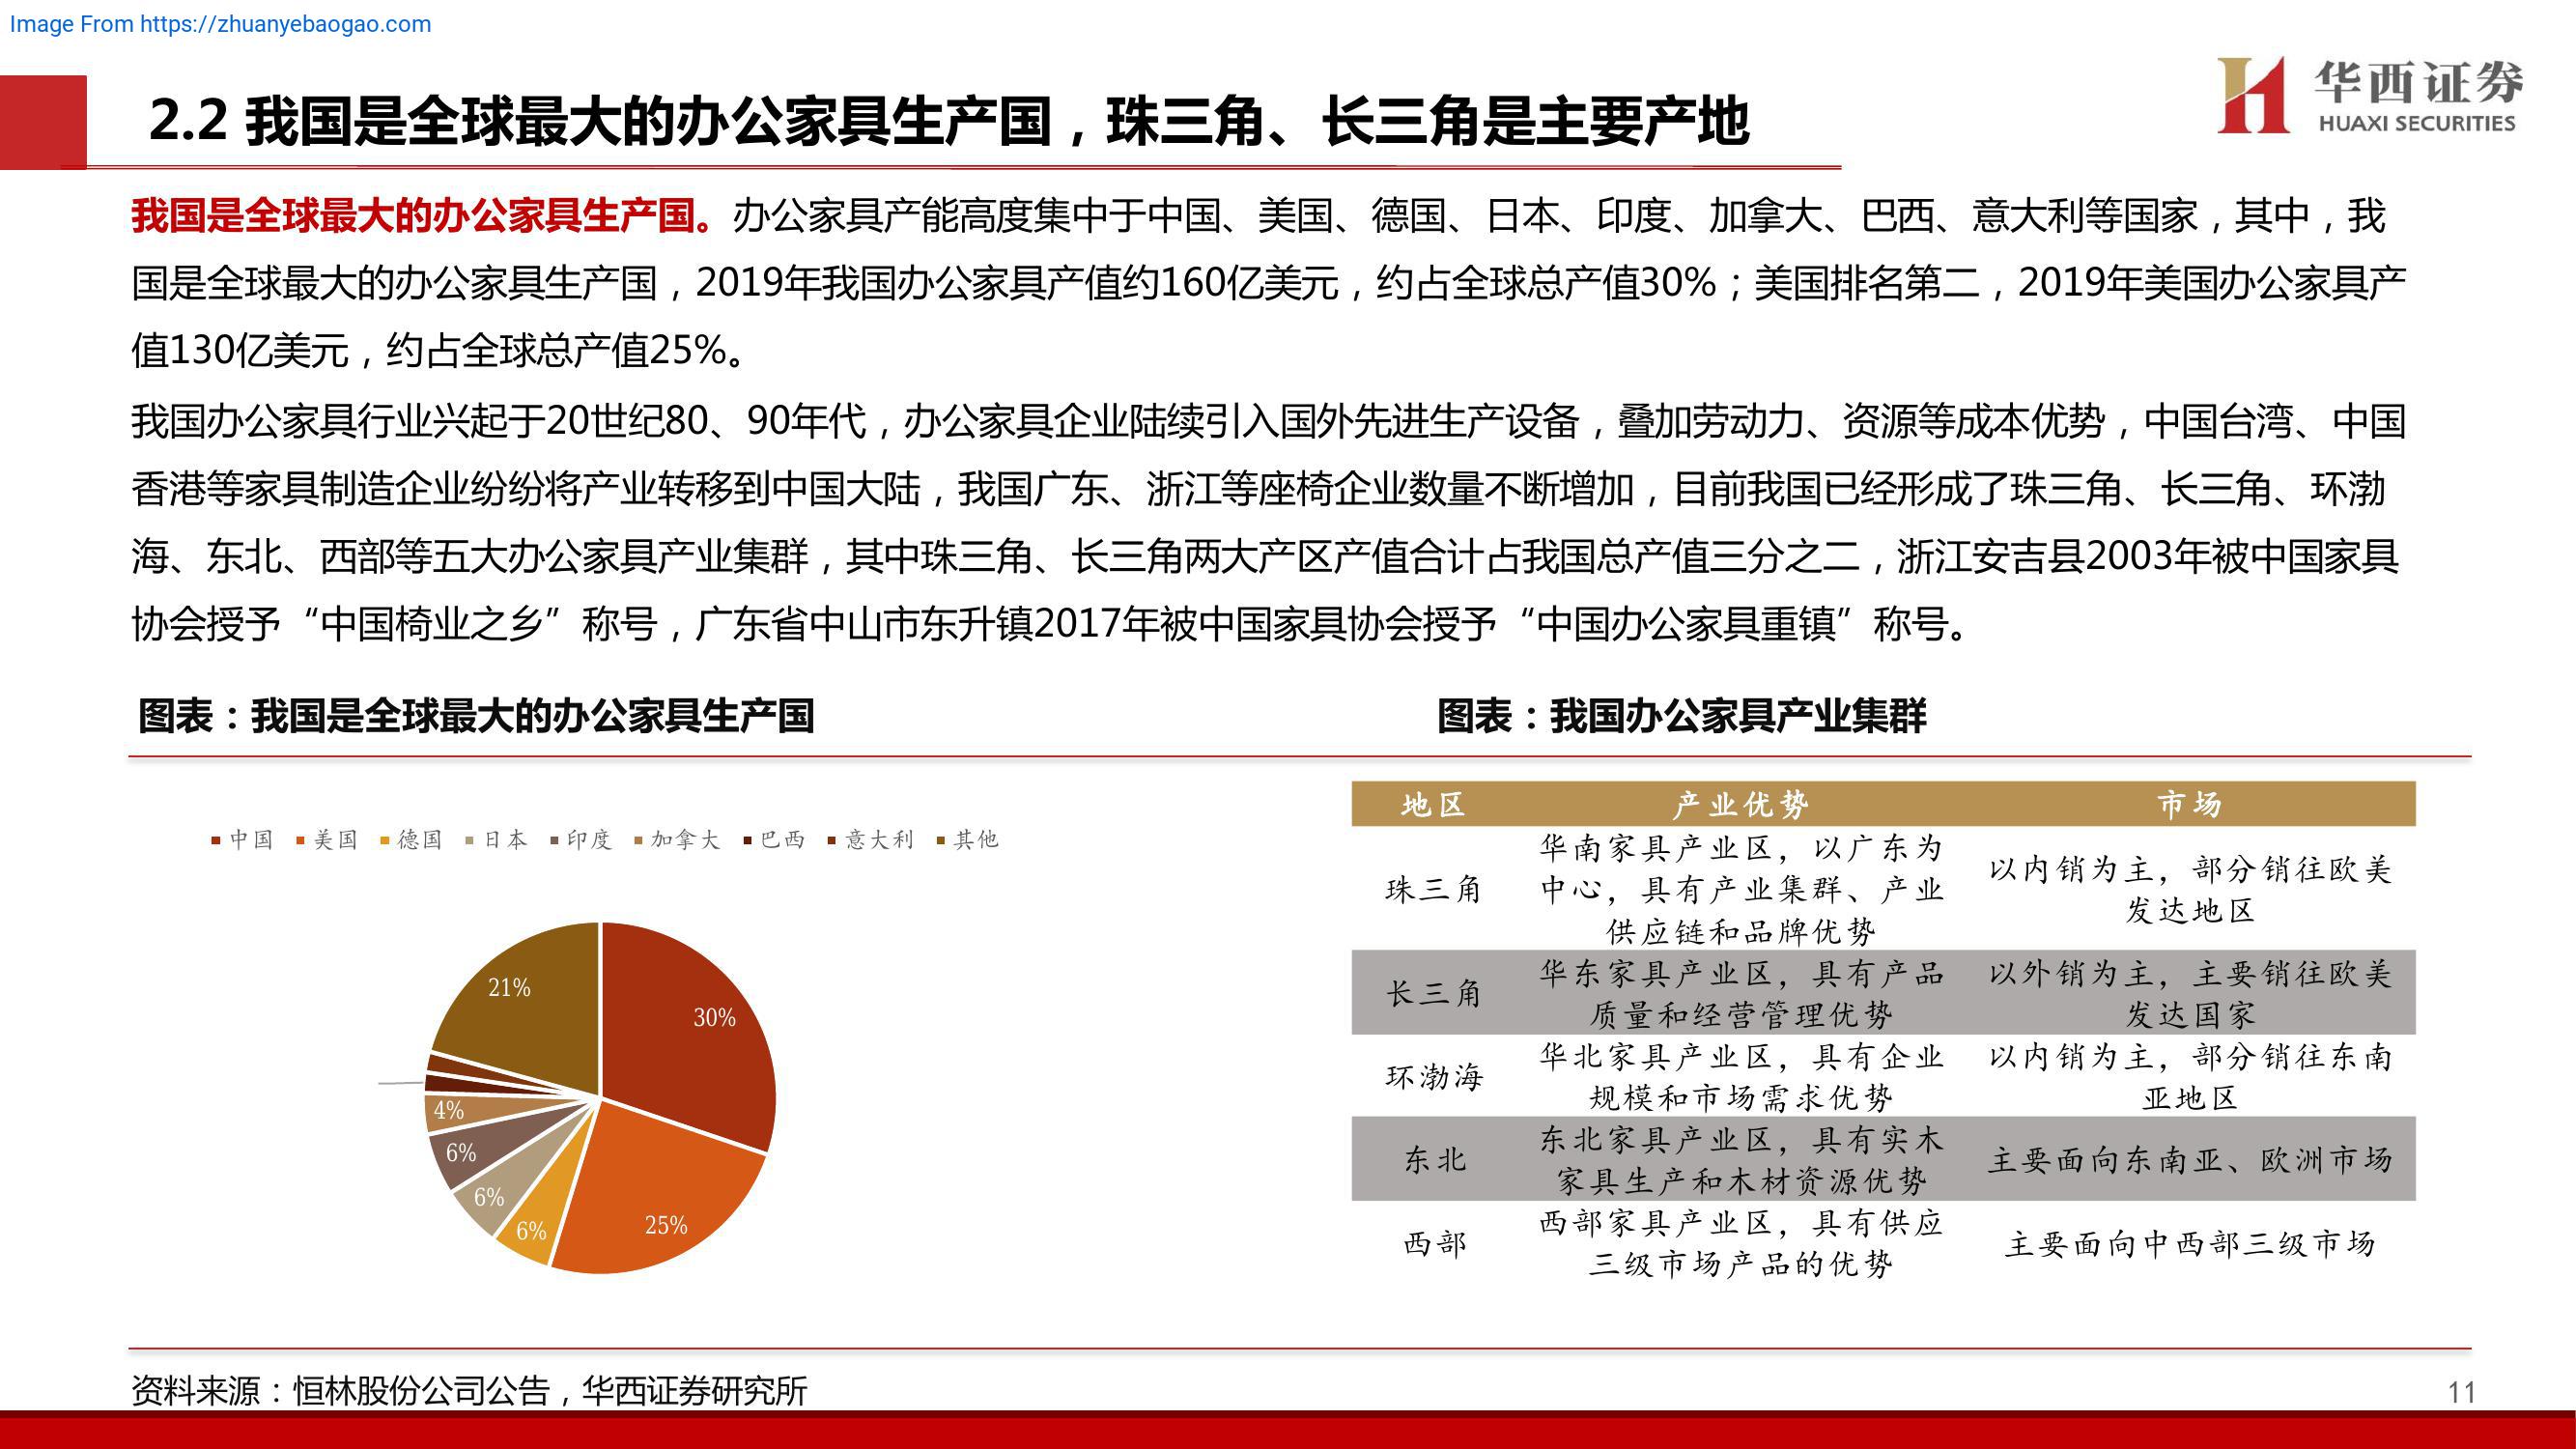 Image From https://zhuanyebaogao.com
华西证券
HUAXI SECURITIES
2.2 我国是全球最大的办公家具生产国，珠三角、长三角是主要产地
我国是全球最大的办公家具生产国。办公家具产能高度集中于中国、美国、德国、日本、印度、加拿大、巴西、意大利等国家，其中，我
国是全球最大的办公家具生产国，2019年我国办公家具产值约160亿美元，约占全球总产值30%；美国排名第二，2019年美国办公家具产
值130亿美元，约占全球总产值25%。
我国办公家具行业兴起于20世纪80、90年代，办公家具企业陆续引入国外先进生产设备，叠加劳动力、资源等成本优势，中国台湾、中国
香港等家具制造企业纷纷将产业转移到中国大陆，我国广东、浙江等座椅企业数量不断增加，目前我国已经形成了珠三角、长三角、环渤
海、东北、西部等五大办公家具产业集群，其中珠三角、长三角两大产区产值合计占我国总产值三分之二，浙江安吉县2003年被中国家具
协会授予“中国椅业之乡”称号，广东省中山市东升镇2017年被中国家具协会授予“中国办公家具重镇”称号。
图表：我国是全球最大的办公家具生产国
中国 美国 德国 日本 印度 加拿大 巴西 意大利 其他
21%
30%
4%
6%
6%
6%
25%
图表：我国办公家具产业集群
地区 产业优势 市场
华南家具产业区，以广东为
珠三角 中心，具有产业集群、产业 以内销为主，部分销往欧美
供应链和品牌优势 发达地区
长三角 华东家具产业区，具有产品 以外销为主，主要销往欧美
质量和经营管理优势 发达国家
环渤海 华北家具产业区，具有企业 以内销为主，部分销往东南
规模和市场需求优势 亚地区
东北 东北家具产业区，具有实木 主要面向东南亚、欧洲市场
家具生产和木材资源优势
西部 西部家具产业区，具有供应 主要面向中西部三级市场
三级市场产品的优势
资料来源：恒林股份公司公告，华西证券研究所
11